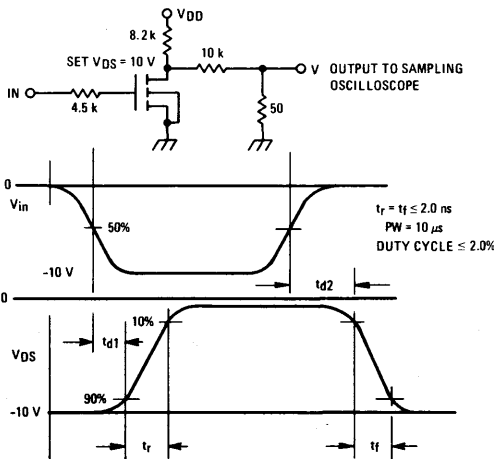 VDD
8.2 k
SET VDS = 10 V
10 k
V OUTPUT TO SAMPLING
OSCILLOSCOPE
IN
4.5 k
50
0
Vin
50%
-10 V
tr = tf ≤ 2.0 ns
PW = 10 µs
DUTY CYCLE ≤ 2.0%
td2
0
10%
td1
VDS
90%
-10 V
tr
tf